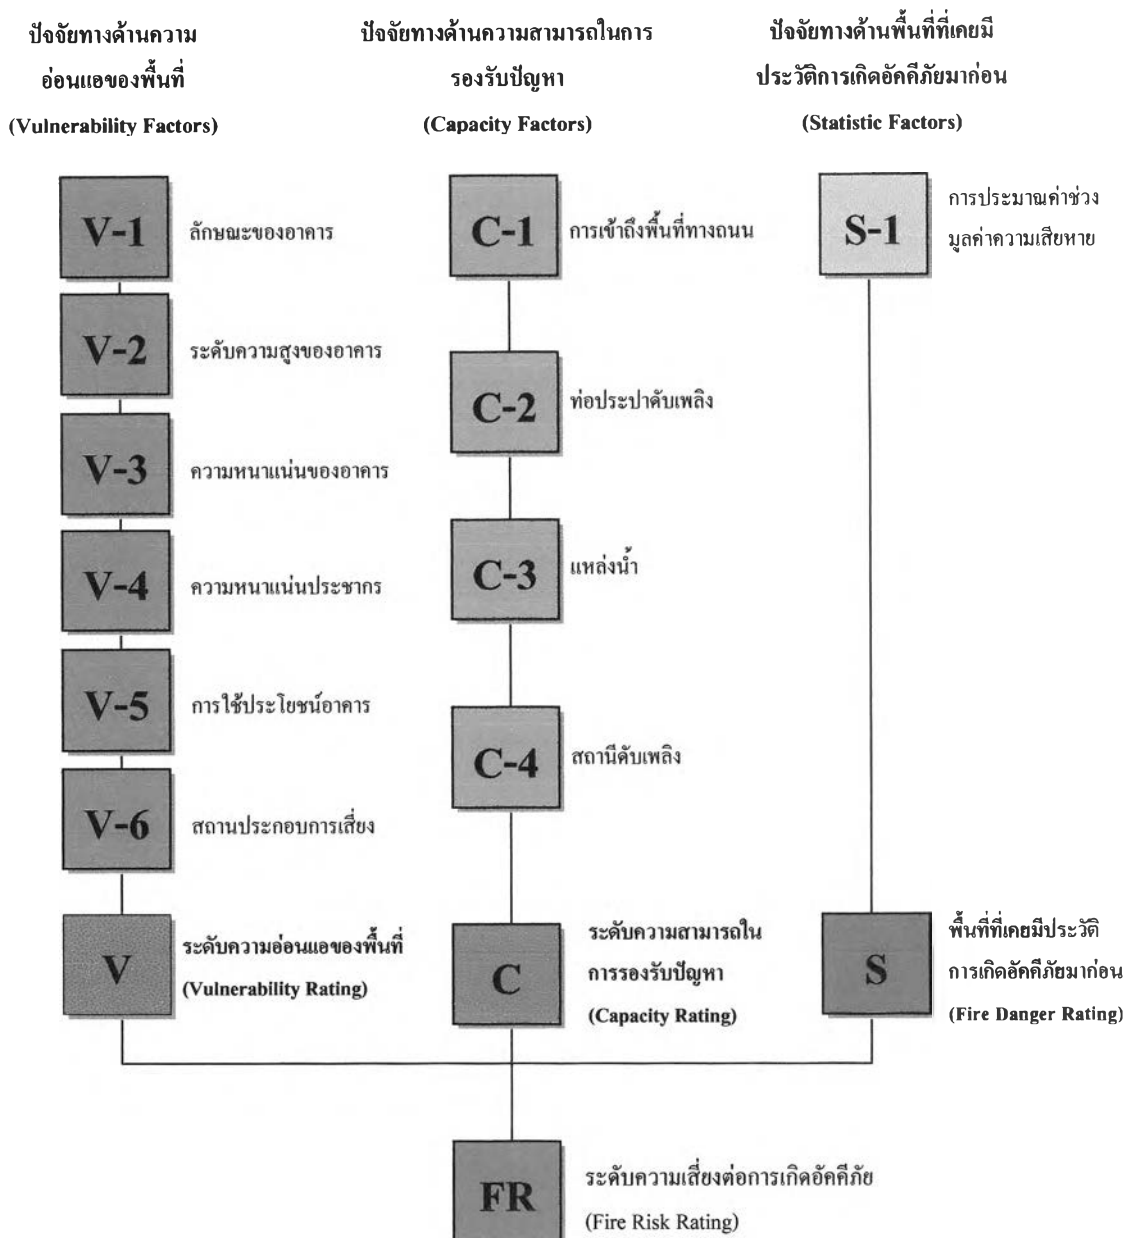 ปัจจัยทางด้านความ
อ่อนแอของพื้นที่
(Vulnerability Factors)
ปัจจัยทางด้านความสามารถในการ
รองรับปัญหา
(Capacity Factors)
ปัจจัยทางด้านพื้นที่ที่เคยมี
ประวัติการเกิดอัคคีภัยมาก่อน
(Statistic Factors)
V-1
ลักษณะของอาคาร
V-2
ระดับความสูงของอาคาร
V-3
ความหนาแน่นของอาคาร
V-4
ความหนาแน่นประชากร
V-5
การใช้ประโยชน์อาคาร
V-6
สถานประกอบการเสี่ยง
V
ระดับความอ่อนแอของพื้นที่
(Vulnerability Rating)
C-1
การเข้าถึงพื้นที่ทางถนน
C-2
ท่อประปาดับเพลิง
C-3
แหล่งน้ำ
C-4
สถานีดับเพลิง
C
ระดับความสามารถใน
การรองรับปัญหา
(Capacity Rating)
S-1
การประมาณค่าช่วง
มูลค่าความเสียหาย
S
พื้นที่ที่เคยมีประวัติ
การเกิดอัคคีภัยมาก่อน
(Fire Danger Rating)
FR
ระดับความเสี่ยงต่อการเกิดอัคคีภัย
(Fire Risk Rating)